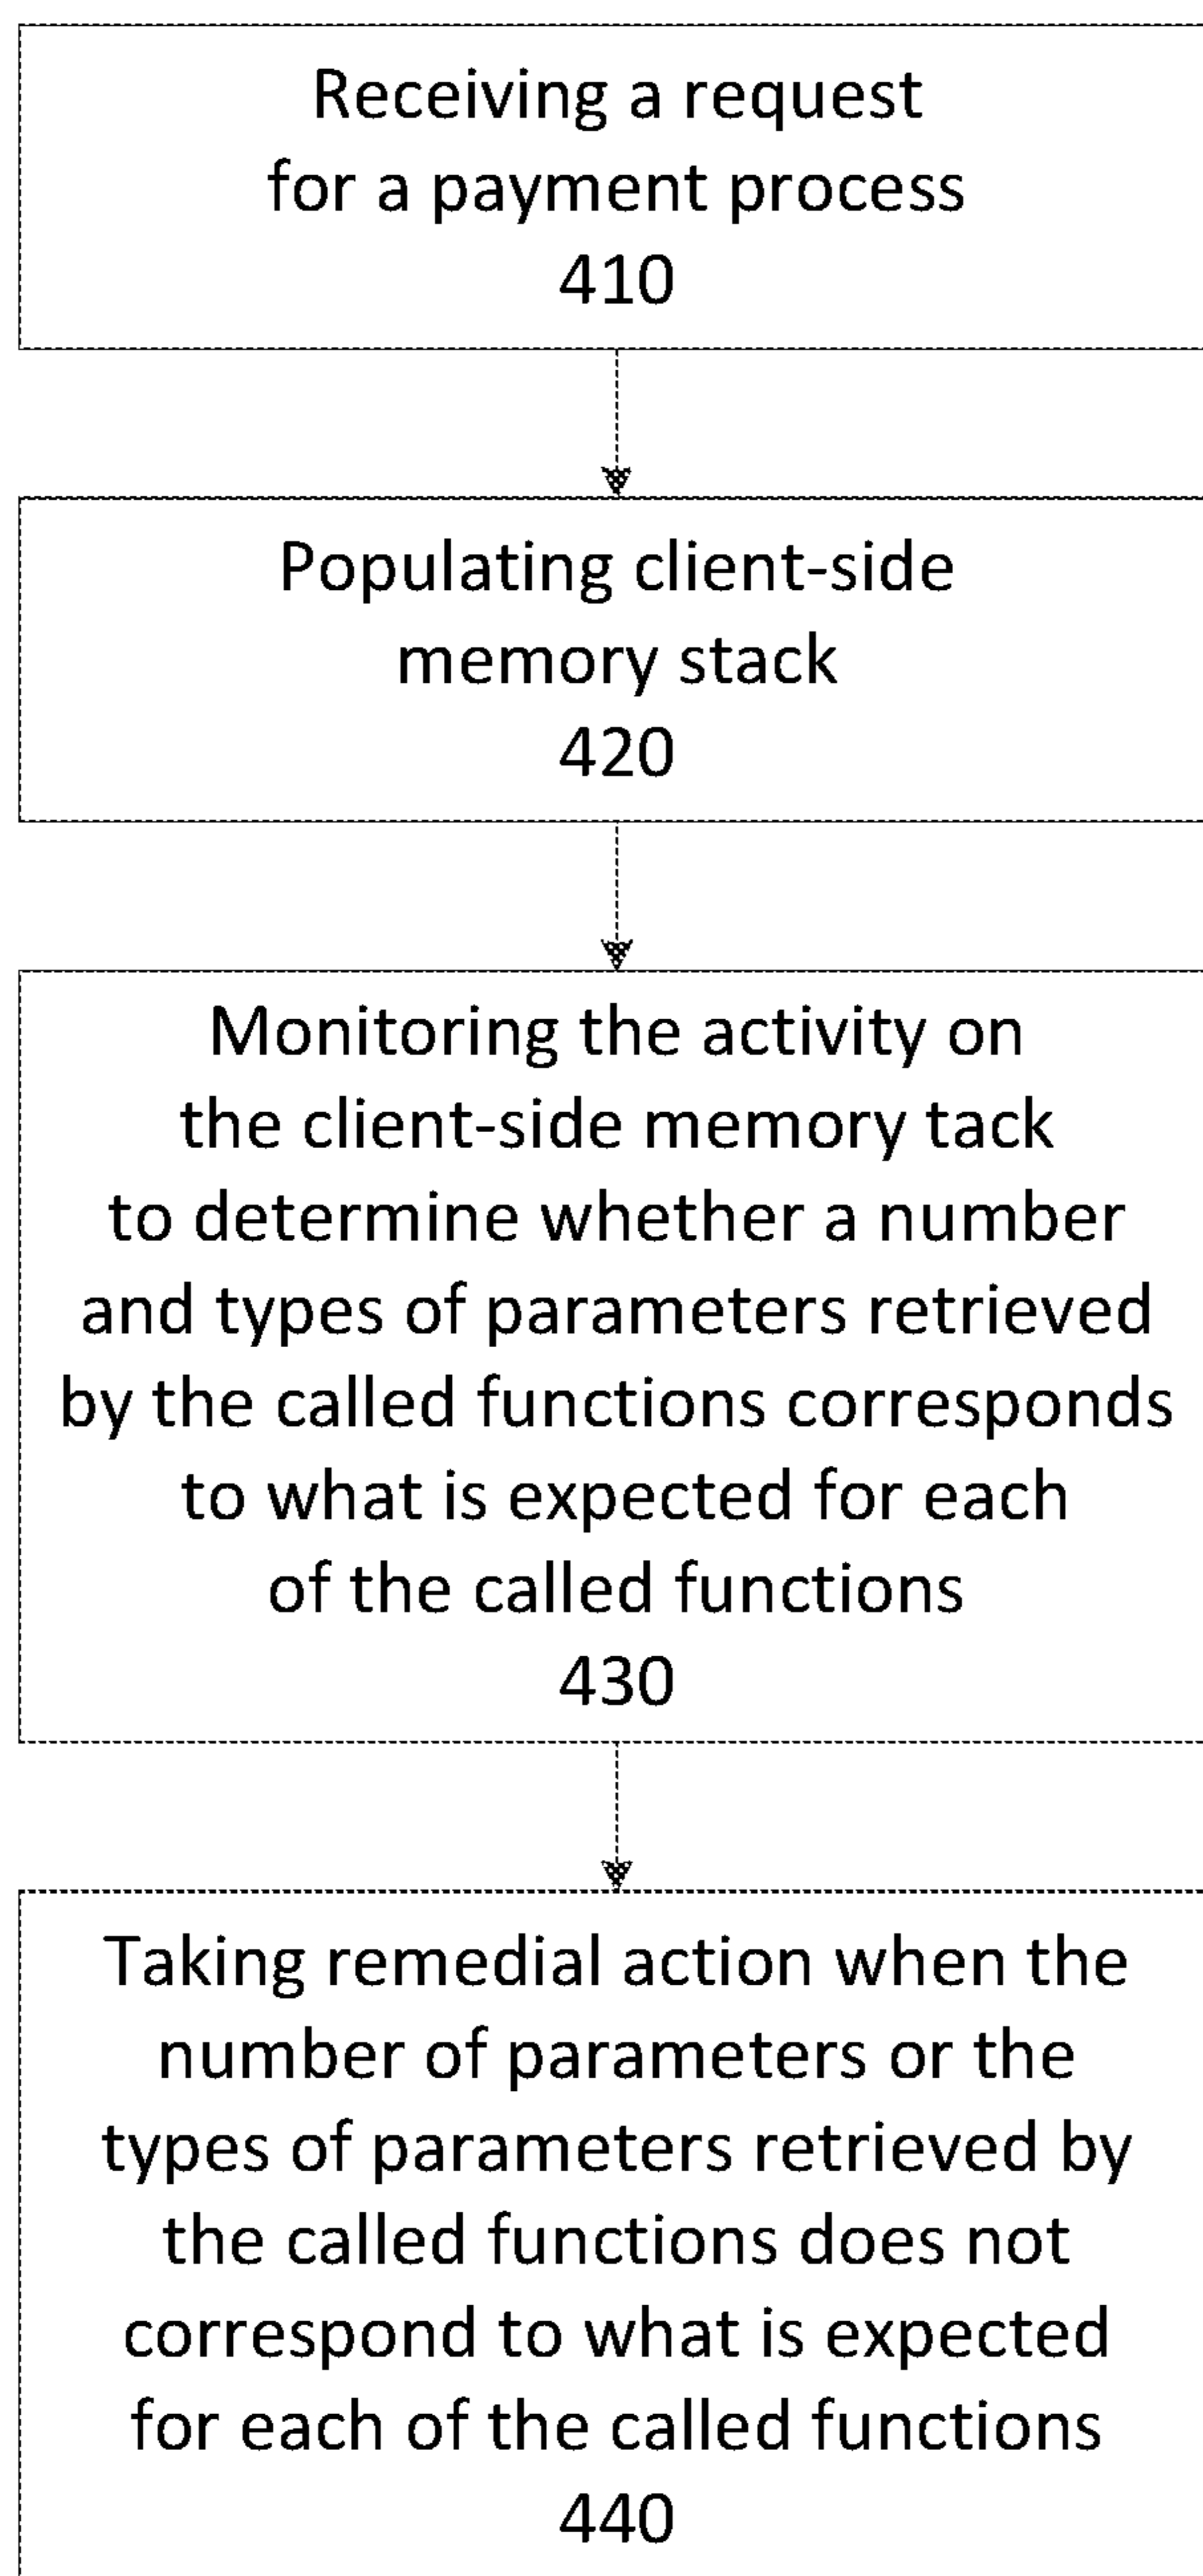 Receiving a request
for a payment process
410
Populating client-side
memory stack
420
Monitoring the activity on
the client-side memory tack
to determine whether a number
and types of parameters retrieved
by the called functions corresponds
to what is expected for each
of the called functions
430
Taking remedial action when the
number of parameters or the
types of parameters retrieved by
the called functions does not
correspond to what is expected
for each of the called functions
440